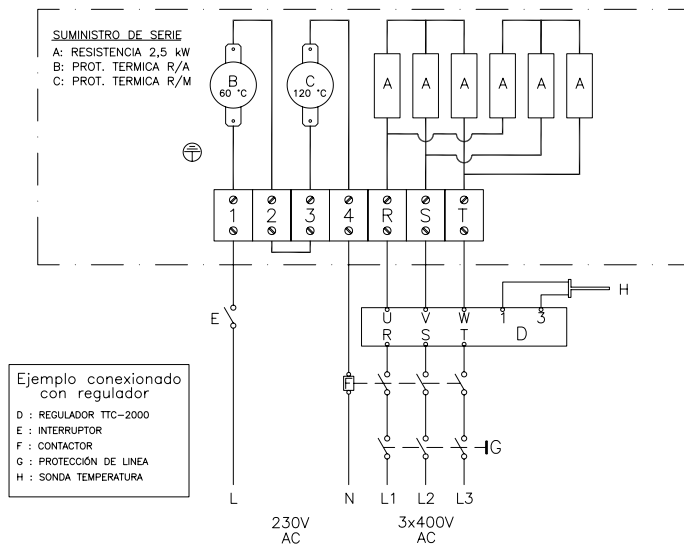 SUMINISTRO DE SERIE
A: RESISTENCIA 2,5 kW
B: PROT. TERMICA R/A
C: PROT. TERMICA R/M
B
60 °C
C
120 °C
A A A A A A
1 2 3 4 R S T
E
U V W 1 3
R S T D
H
F
G
Ejemplo conexionado
con regulador
D : REGULADOR TTC-2000
E : INTERRUPTOR
F : CONTACTOR
G : PROTECCIÓN DE LINEA
H : SONDA TEMPERATURA
L N L1 L2 L3
230V
AC
3x400V
AC